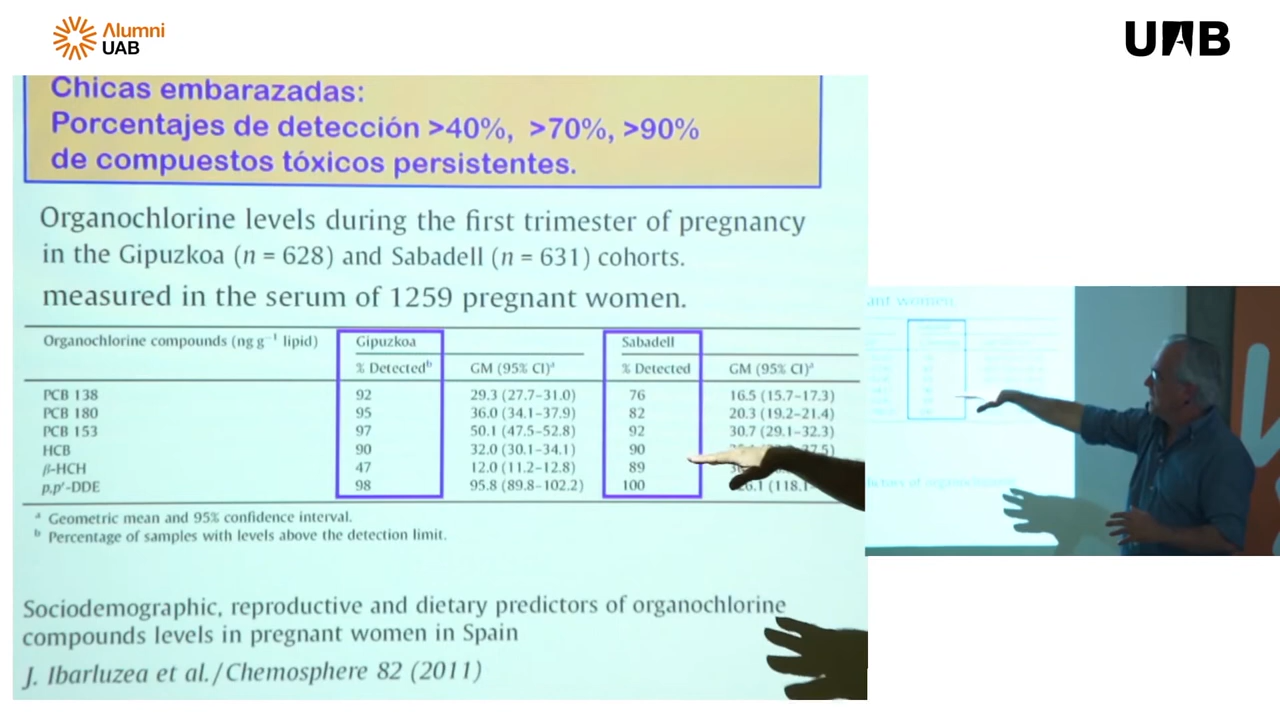 Alumni
UAB
UAB
Chicas embarazadas:
Porcentajes de detección >40%, >70%, >90%
de compuestos tóxicos persistentes.
Organochlorine levels during the first trimester of pregnancy
in the Gipuzkoa (n = 628) and Sabadell (n = 631) cohorts.
measured in the serum of 1259 pregnant women.
Organochlorine compounds (ng g⁻¹ lipid) Gipuzkoa Sabadell
% Detectedᵇ GM (95% CI)ᵃ % Detected GM (95% CI)ᵃ
PCB 138 92 29.3 (27.7–31.0) 76 16.5 (15.7–17.3)
PCB 180 95 36.0 (34.1–37.9) 82 20.3 (19.2–21.4)
PCB 153 97 50.1 (47.5–52.8) 92 30.7 (29.1–32.3)
HCB 90 32.0 (30.1–34.1) 90
β-HCH 47 12.0 (11.2–12.8) 89
p,p′-DDE 98 95.8 (89.8–102.2) 100
ᵃ Geometric mean and 95% confidence interval.
ᵇ Percentage of samples with levels above the detection limit.
Sociodemographic, reproductive and dietary predictors of organochlorine
compounds levels in pregnant women in Spain
J. Ibarluzea et al./Chemosphere 82 (2011)
ant women